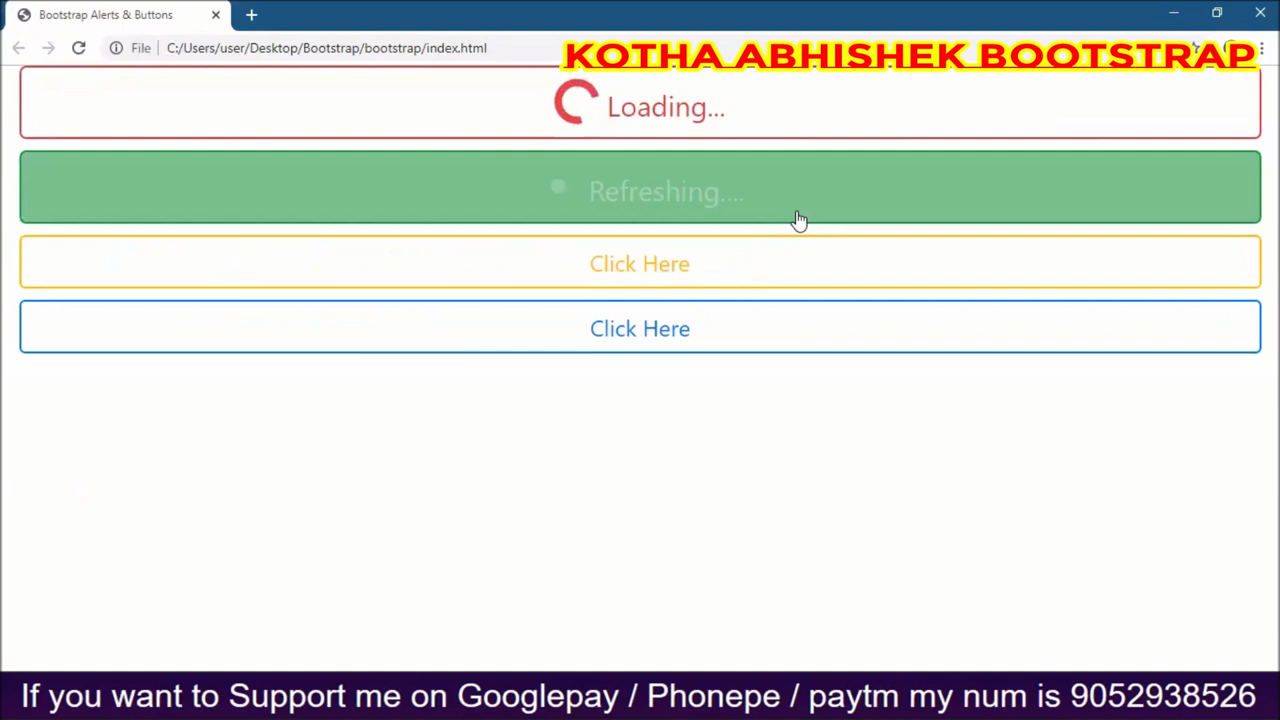 Bootstrap Alerts & Buttons
File C:/Users/user/Desktop/Bootstrap/bootstrap/index.html
KOTHA ABHISHEK BOOTSTRAP
Loading...
Refreshing....
Click Here
Click Here
If you want to Support me on Googlepay / Phonepe / paytm my num is 9052938526